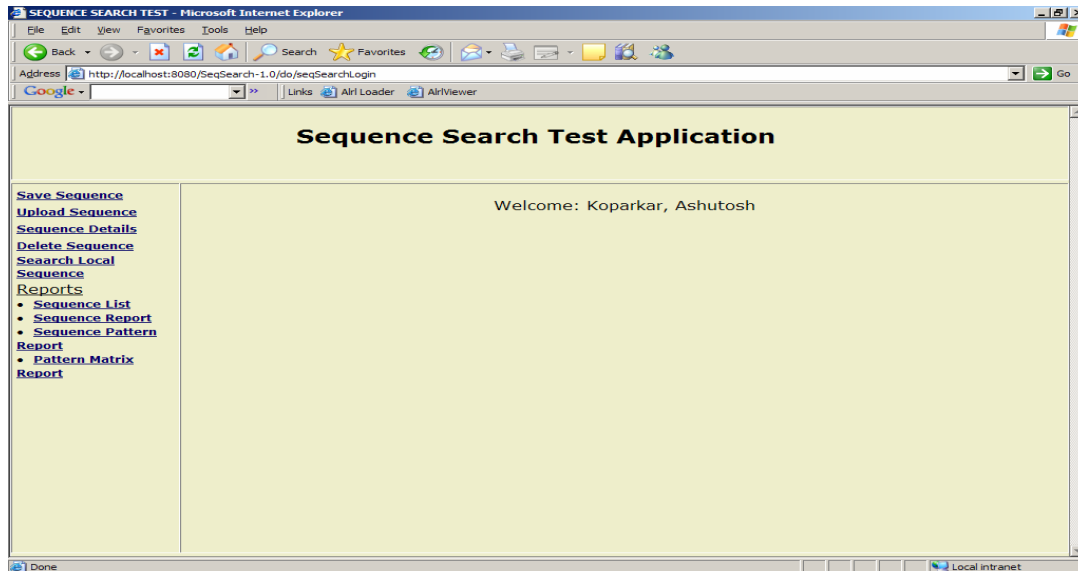 SEQUENCE SEARCH TEST - Microsoft Internet Explorer
File Edit View Favorites Tools Help
Back Search Favorites
Address http://localhost:8080/SeqSearch-1.0/do/seqSearchLogin Go
Google Links AlrI Loader AlrIViewer
Sequence Search Test Application
Save Sequence
Upload Sequence
Sequence Details
Delete Sequence
Seaarch Local
Sequence
Reports
• Sequence List
• Sequence Report
• Sequence Pattern
Report
• Pattern Matrix
Report
Welcome: Koparkar, Ashutosh
Done Local intranet